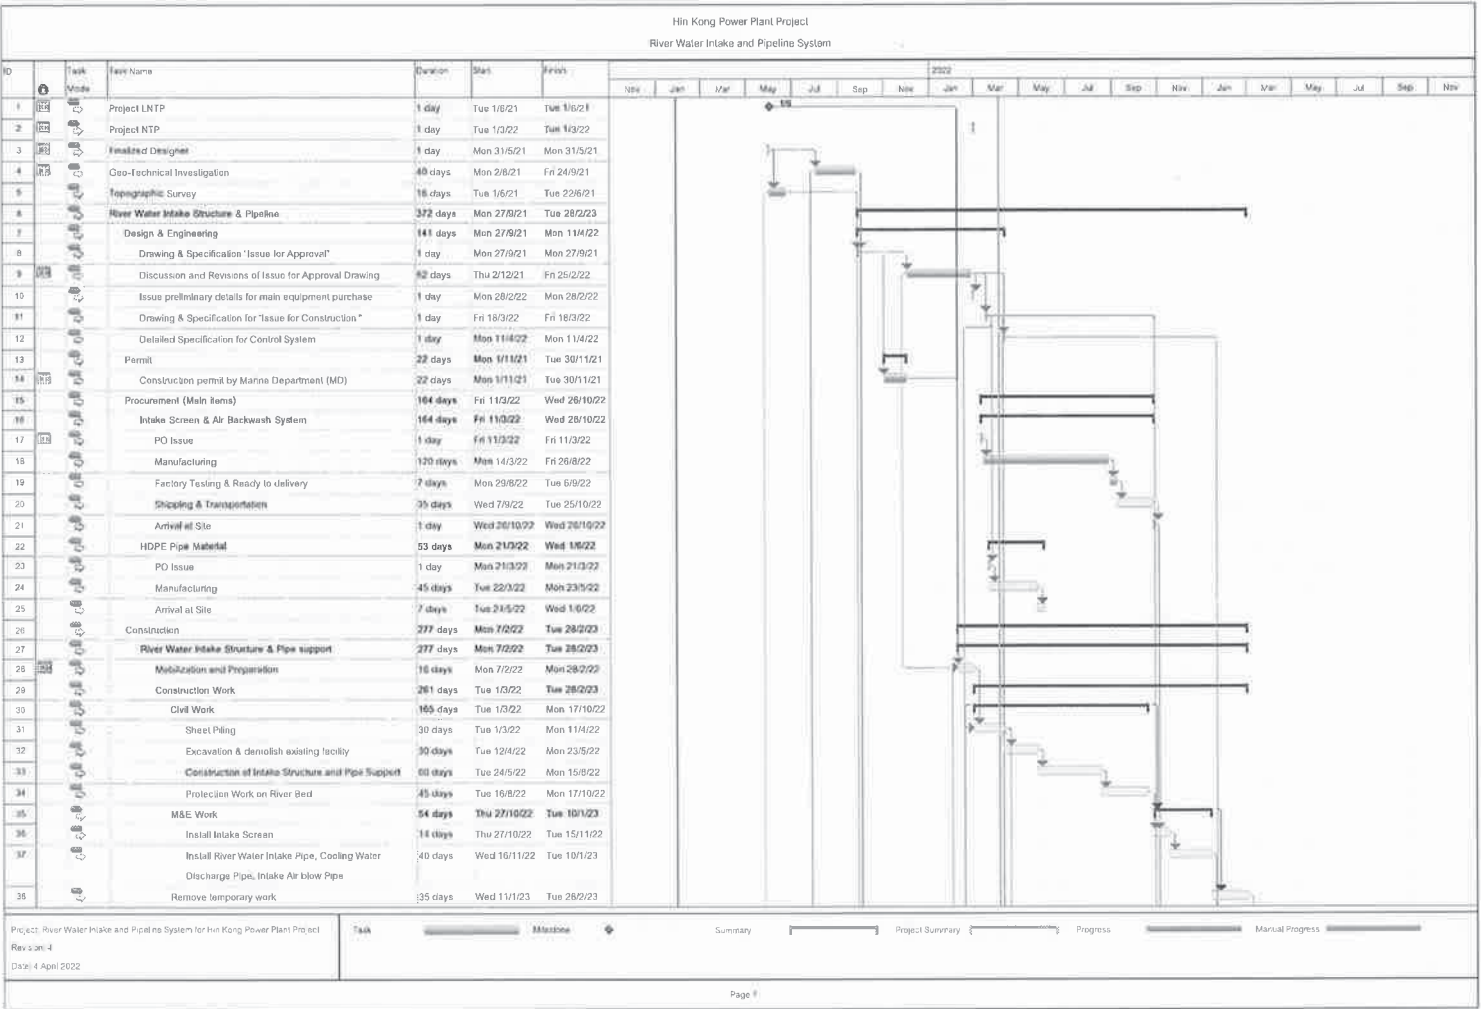 Hin Kong Power Plant Project
River Water Intake and Pipeline System
ID Task Mode Task Name Duration Start Finish
2022
Nov Jan Mar May Jul Sep Nov Jan Mar May Jul Sep Nov Jan Mar May Jul Sep Nov
1 Project LNTP 1 day Tue 1/6/21 Tue 1/6/21 1/6
2 Project NTP 1 day Tue 1/3/22 Tue 1/3/22
3 Finalized Designer 1 day Mon 31/5/21 Mon 31/5/21
4 Geo-Technical Investigation 40 days Mon 2/8/21 Fri 24/9/21
5 Topographic Survey 16 days Tue 1/6/21 Tue 22/6/21
6 River Water Intake Structure & Pipeline 372 days Mon 27/9/21 Tue 28/2/23
7 Design & Engineering 141 days Mon 27/9/21 Mon 11/4/22
8 Drawing & Specification "Issue for Approval" 1 day Mon 27/9/21 Mon 27/9/21
9 Discussion and Revisions of Issue for Approval Drawing 62 days Thu 2/12/21 Fri 25/2/22
10 Issue preliminary details for main equipment purchase 1 day Mon 28/2/22 Mon 28/2/22
11 Drawing & Specification for "Issue for Construction " 1 day Fri 18/3/22 Fri 18/3/22
12 Detailed Specification for Control System 1 day Mon 11/4/22 Mon 11/4/22
13 Permit 22 days Mon 1/11/21 Tue 30/11/21
14 Construction permit by Marine Department (MD) 22 days Mon 1/11/21 Tue 30/11/21
15 Procurement (Main items) 164 days Fri 11/3/22 Wed 26/10/22
16 Intake Screen & Air Backwash System 164 days Fri 11/3/22 Wed 26/10/22
17 PO Issue 1 day Fri 11/3/22 Fri 11/3/22
18 Manufacturing 120 days Mon 14/3/22 Fri 26/8/22
19 Factory Testing & Ready to delivery 7 days Mon 29/8/22 Tue 6/9/22
20 Shipping & Transportation 35 days Wed 7/9/22 Tue 25/10/22
21 Arrival at Site 1 day Wed 26/10/22 Wed 26/10/22
22 HDPE Pipe Material 53 days Mon 21/3/22 Wed 1/6/22
23 PO Issue 1 day Mon 21/3/22 Mon 21/3/22
24 Manufacturing 45 days Tue 22/3/22 Mon 23/5/22
25 Arrival at Site 7 days Tue 24/5/22 Wed 1/6/22
26 Construction 277 days Mon 7/2/22 Tue 28/2/23
27 River Water Intake Structure & Pipe support 277 days Mon 7/2/22 Tue 28/2/23
28 Mobilization and Preparation 16 days Mon 7/2/22 Mon 28/2/22
29 Construction Work 261 days Tue 1/3/22 Tue 28/2/23
30 Civil Work 165 days Tue 1/3/22 Mon 17/10/22
31 Sheet Piling 30 days Tue 1/3/22 Mon 11/4/22
32 Excavation & demolish existing facility 30 days Tue 12/4/22 Mon 23/5/22
33 Construction of Intake Structure and Pipe Support 60 days Tue 24/5/22 Mon 15/8/22
34 Protection Work on River Bed 45 days Tue 16/8/22 Mon 17/10/22
35 M&E Work 54 days Thu 27/10/22 Tue 10/1/23
36 Install Intake Screen 14 days Thu 27/10/22 Tue 15/11/22
37 Install River Water Intake Pipe, Cooling Water 40 days Wed 16/11/22 Tue 10/1/23
Discharge Pipe, Intake Air blow Pipe
38 Remove temporary work 35 days Wed 11/1/23 Tue 28/2/23
Project: River Water Intake and Pipeline System for Hin Kong Power Plant Project Task Milestone Summary Project Summary Progress Manual Progress
Revision: 4
Date: 4 April 2022
Page 1